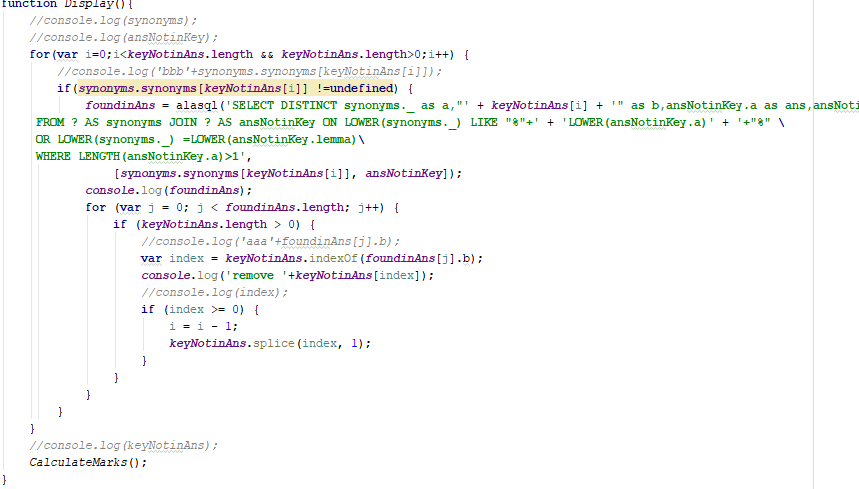 function Display(){
//console.log(synonyms);
//console.log(ansNotinKey);
for(var i=0;i<keyNotinAns.length && keyNotinAns.length>0;i++) {
//console.log('bbb'+synonyms.synonyms[keyNotinAns[i]]);
if(synonyms.synonyms[keyNotinAns[i]] !=undefined) {
foundinAns = alasql('SELECT DISTINCT synonyms._ as a,"' + keyNotinAns[i] + '" as b,ansNotinKey.a as ans,ansNoti
FROM ? AS synonyms JOIN ? AS ansNotinKey ON LOWER(synonyms._) LIKE "%"+' + 'LOWER(ansNotinKey.a)' + '+"%" \
OR LOWER(synonyms._) =LOWER(ansNotinKey.lemma)\
WHERE LENGTH(ansNotinKey.a)>1',
[synonyms.synonyms[keyNotinAns[i]], ansNotinKey]);
console.log(foundinAns);
for (var j = 0; j < foundinAns.length; j++) {
if (keyNotinAns.length > 0) {
//console.log('aaa'+foundinAns[j].b);
var index = keyNotinAns.indexOf(foundinAns[j].b);
console.log('remove '+keyNotinAns[index]);
//console.log(index);
if (index >= 0) {
i = i - 1;
keyNotinAns.splice(index, 1);
}
}
}
}
}
//console.log(keyNotinAns);
CalculateMarks();
}